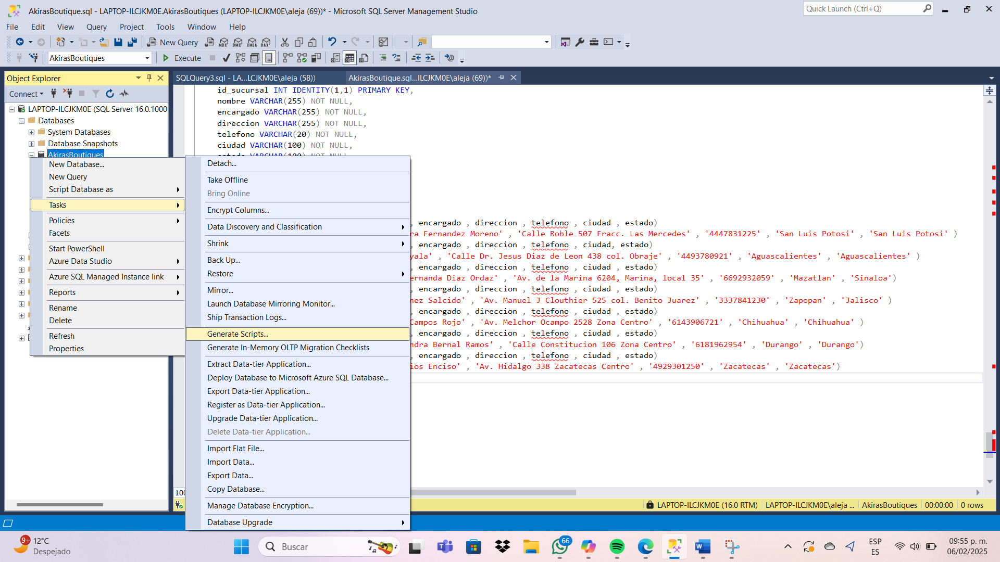 AkirasBoutique.sql - LAPTOP-ILCJKM0E.AkirasBoutiques (LAPTOP-ILCJKM0E\aleja (69))* - Microsoft SQL Server Management Studio
Quick Launch (Ctrl+Q)
File Edit View Query Project Tools Window Help
New Query
MDX DMX XMLA DAX
AkirasBoutiques
Execute
Object Explorer
SQLQuery3.sql - LA...LCJKM0E\aleja (58))
AkirasBoutique.sql...ILCJKM0E\aleja (69))*
Connect
LAPTOP-ILCJKM0E (SQL Server 16.0.1000
Databases
System Databases
Database Snapshots
AkirasBoutiques
id_sucursal INT IDENTITY(1,1) PRIMARY KEY,
nombre VARCHAR(255) NOT NULL,
encargado VARCHAR(255) NOT NULL,
direccion VARCHAR(255) NOT NULL,
telefono VARCHAR(20) NOT NULL,
ciudad VARCHAR(100) NOT NULL,
estado VARCHAR(100) NOT NULL
New Database...
New Query
Script Database as
Tasks
Policies
Facets
Start PowerShell
Azure Data Studio
Azure SQL Managed Instance link
Reports
Rename
Delete
Refresh
Properties
Detach...
Take Offline
Bring Online
Encrypt Columns...
Data Discovery and Classification
Shrink
Back Up...
Restore
Mirror...
Launch Database Mirroring Monitor...
Ship Transaction Logs...
Generate Scripts...
Generate In-Memory OLTP Migration Checklists
Extract Data-tier Application...
Deploy Database to Microsoft Azure SQL Database...
Export Data-tier Application...
Register as Data-tier Application...
Upgrade Data-tier Application...
Delete Data-tier Application...
Import Flat File...
Import Data...
Export Data...
Copy Database...
Manage Database Encryption...
Database Upgrade
, encargado , direccion , telefono , ciudad , estado)
ra Fernandez Moreno' , 'Calle Roble 507 Fracc. Las Mercedes' , '4447831225' , 'San Luis Potosi' , 'San Luis Potosi' )
, encargado , direccion , telefono , ciudad, estado)
yala' , 'Calle Dr. Jesus Diaz de Leon 438 col. Obraje' , '4493780921' , 'Aguascalientes' , 'Aguascalientes' )
, encargado , direccion , telefono , ciudad , estado)
ernanda Diaz Ordaz' , 'Av. de la Marina 6204, Marina, local 35' , '6692932059' , 'Mazatlan' , 'Sinaloa')
, encargado , direccion , telefono , ciudad , estado)
nez Salcido' , 'Av. Manuel J Clouthier 525 col. Benito Juarez' , '3337841230' , 'Zapopan' , 'Jalisco' )
, encargado , direccion , telefono , ciudad , estado)
Campos Rojo' , 'Av. Melchor Ocampo 2528 Zona Centro' , '6143906721' , 'Chihuahua' , 'Chihuahua' )
, encargado , direccion , telefono , ciudad , estado)
ndra Bernal Ramos' , 'Calle Constitucion 106 Zona Centro' , '6181962954' , 'Durango' , 'Durango')
, encargado , direccion , telefono , ciudad , estado)
ios Enciso' , 'Av. Hidalgo 338 Zacatecas Centro' , '4929301250' , 'Zacatecas' , 'Zacatecas')
100
LAPTOP-ILCJKM0E (16.0 RTM) LAPTOP-ILCJKM0E\aleja ... AkirasBoutiques 00:00:00 0 rows
9+
12°C
Despejado
Buscar
66
ESP
ES
09:55 p. m.
06/02/2025